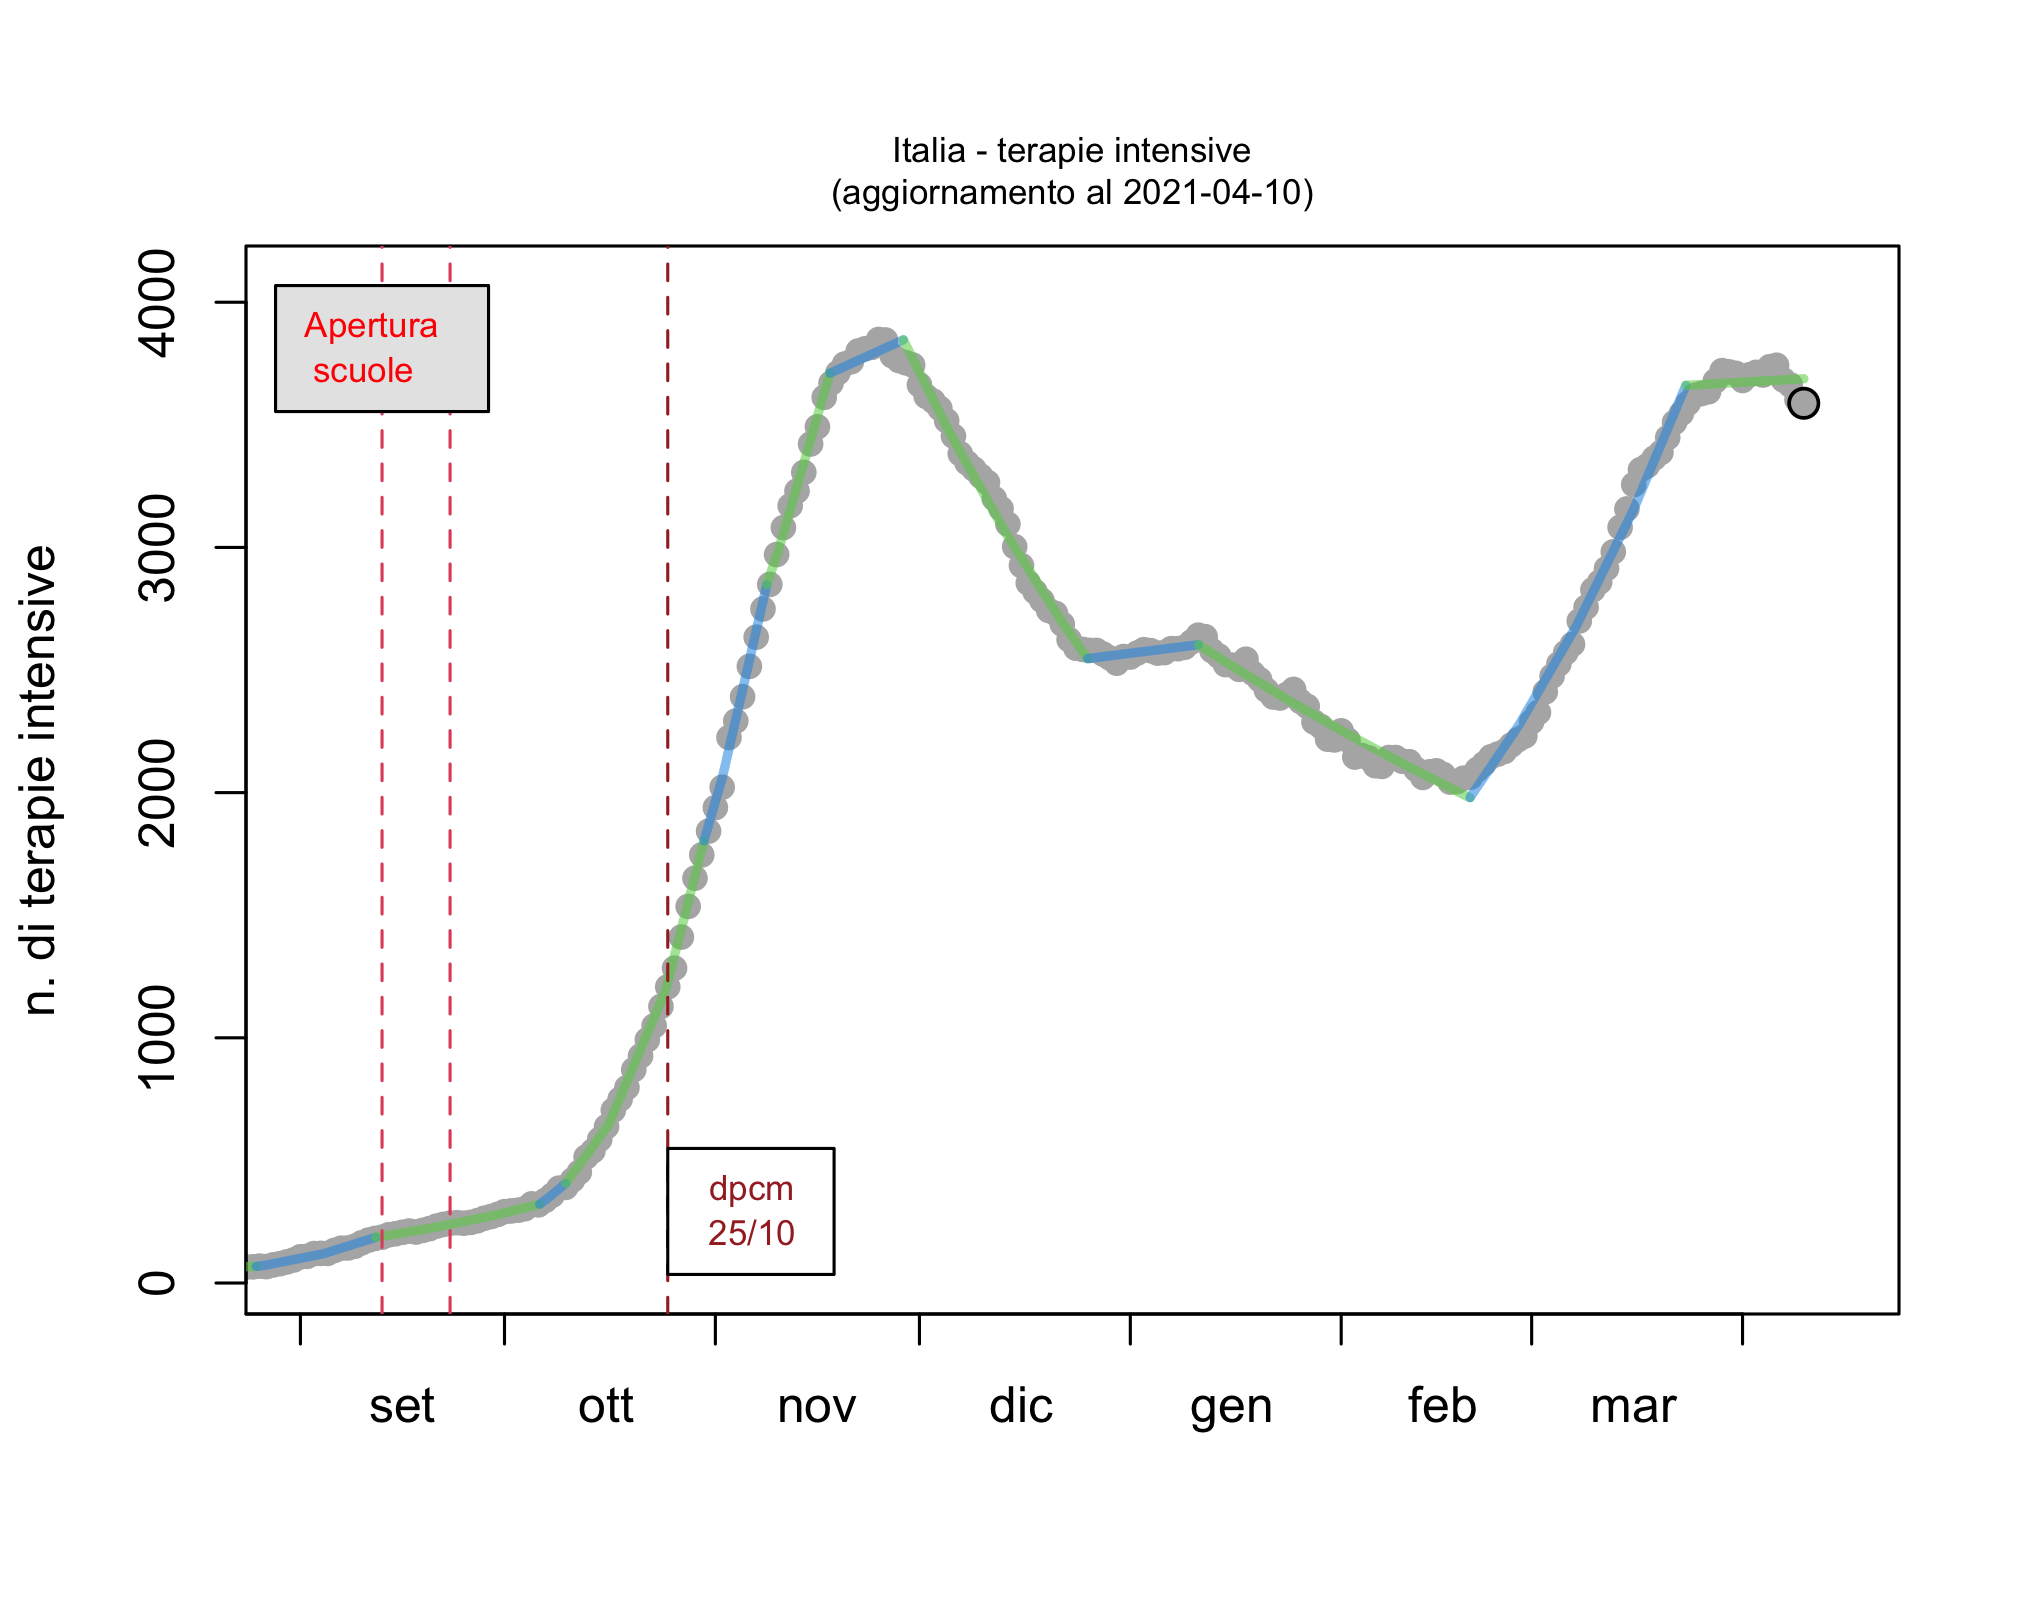 Italia - terapie intensive
(aggiornamento al 2021-04-10)
n. di terapie intensive
4000
3000
2000
1000
0
Apertura
scuole
dpcm
25/10
set
ott
nov
dic
gen
feb
mar